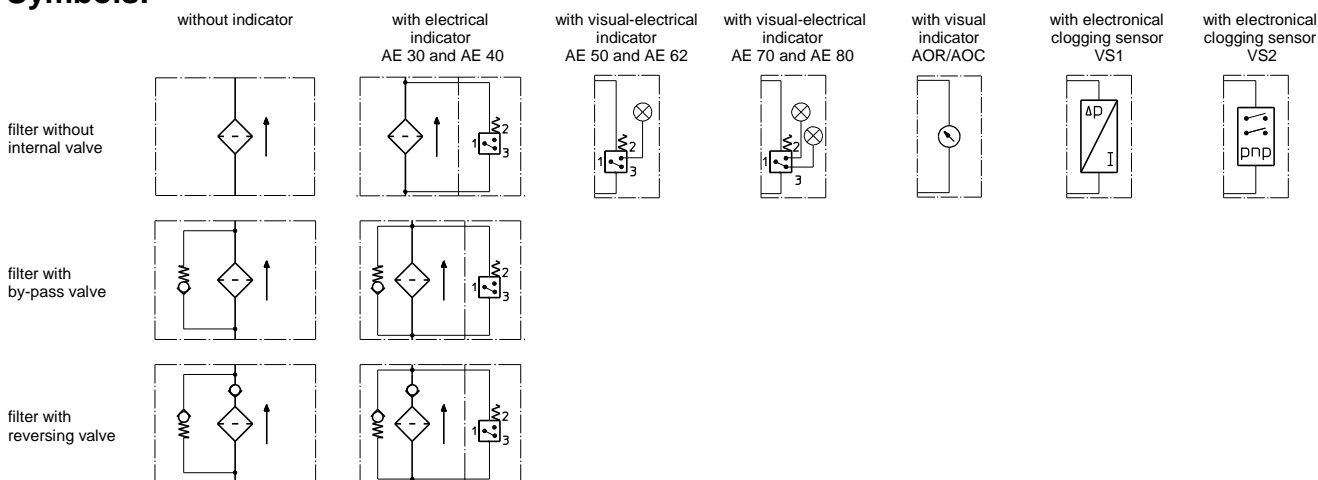 Symbols:
without indicator
with electrical
indicator
AE 30 and AE 40
with visual-electrical
indicator
AE 50 and AE 62
with visual-electrical
indicator
AE 70 and AE 80
with visual
indicator
AOR/AOC
with electronical
clogging sensor
VS1
with electronical
clogging sensor
VS2
filter without
internal valve
1 2 3
1 2 3
1 2 3
Δp
I
pnp
filter with
by-pass valve
1 2 3
filter with
reversing valve
1 2 3